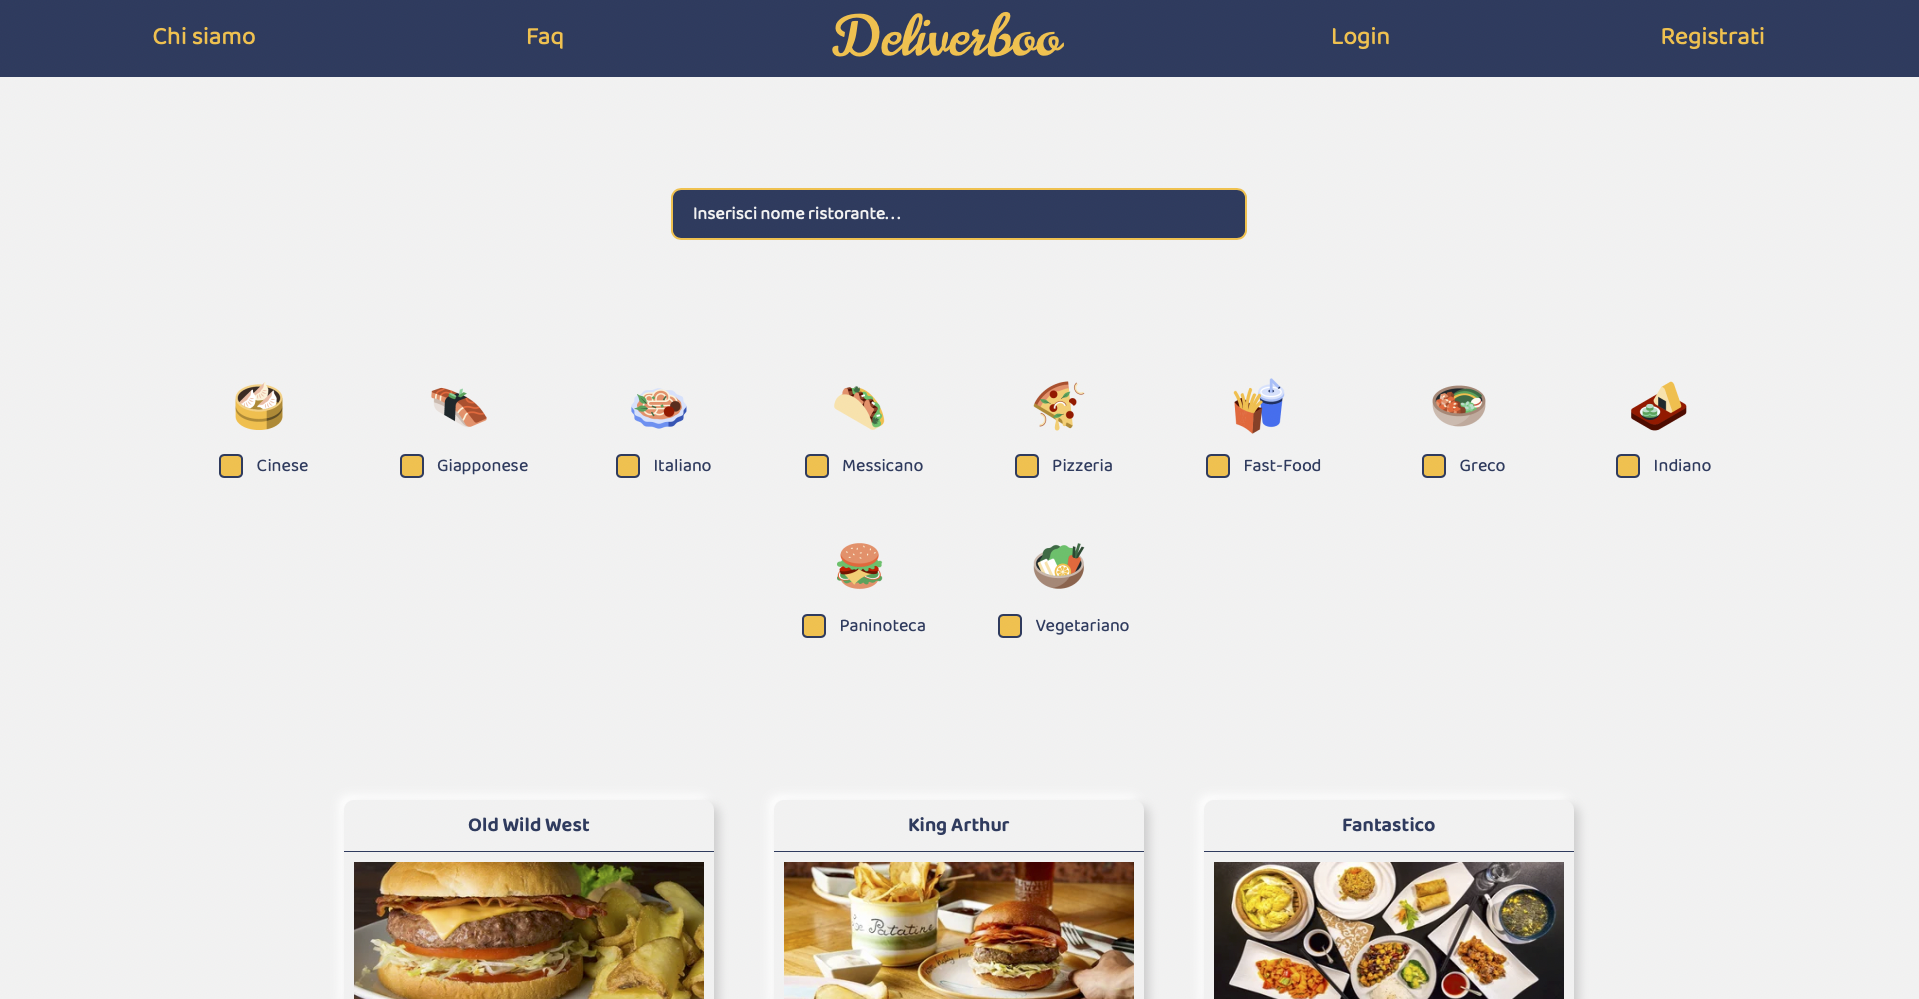 Chi siamo
Faq
Deliverboo
Login
Registrati
Inserisci nome ristorante...
Cinese
Giapponese
Italiano
Messicano
Pizzeria
Fast-Food
Greco
Indiano
Paninoteca
Vegetariano
Old Wild West
King Arthur
Fantastico
Patatine